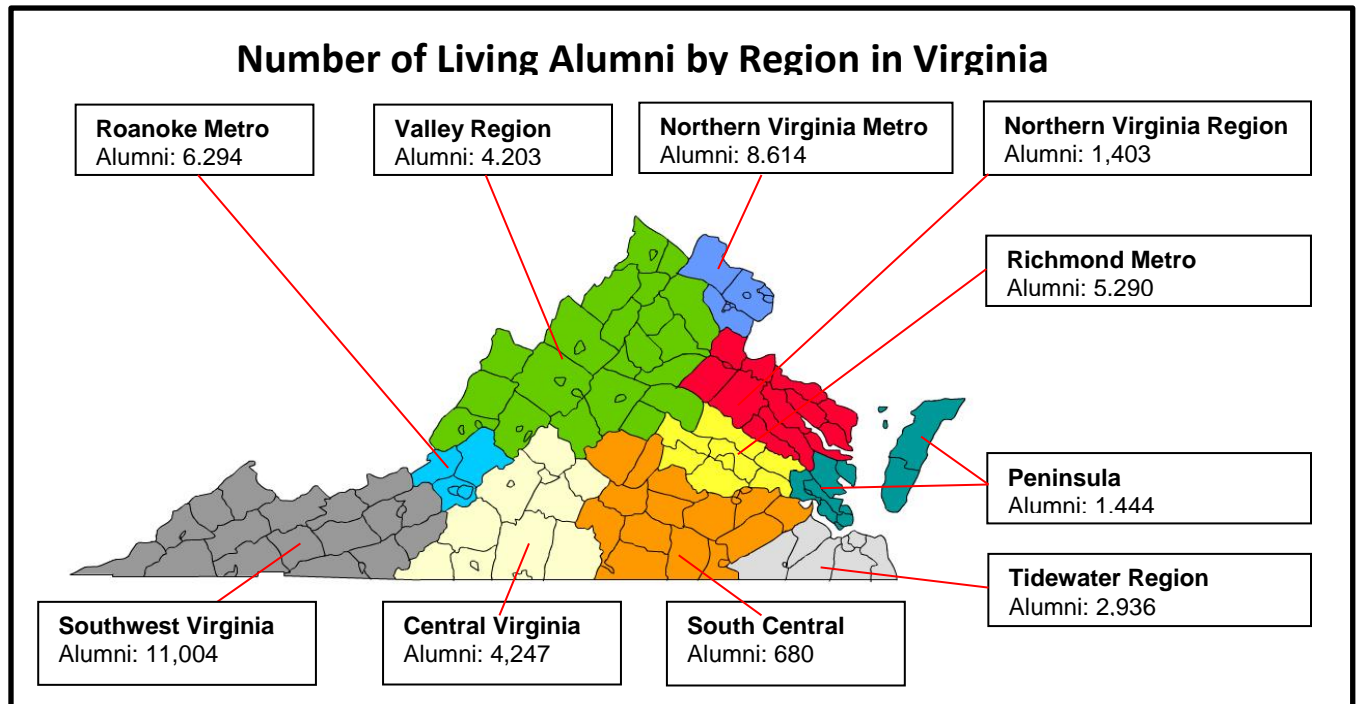 Number of Living Alumni by Region in Virginia
Roanoke Metro
Alumni: 6.294
Valley Region
Alumni: 4.203
Northern Virginia Metro
Alumni: 8.614
Northern Virginia Region
Alumni: 1,403
Richmond Metro
Alumni: 5.290
Peninsula
Alumni: 1.444
Tidewater Region
Alumni: 2.936
Southwest Virginia
Alumni: 11,004
Central Virginia
Alumni: 4,247
South Central
Alumni: 680